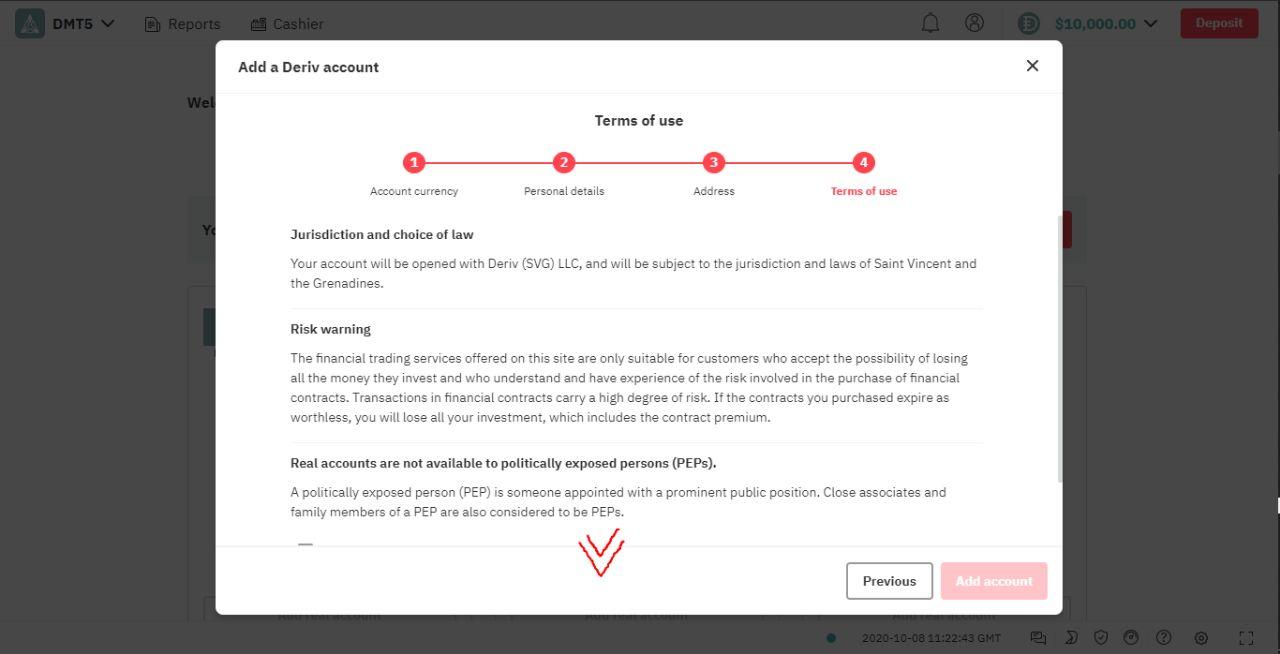 DMT5 Reports Cashier $10,000.00 Deposit
Add a Deriv account
Wel
Terms of use
1 2 3 4
Account currency Personal details Address Terms of use
Yo
Jurisdiction and choice of law
Your account will be opened with Deriv (SVG) LLC, and will be subject to the jurisdiction and laws of Saint Vincent and
the Grenadines.
Risk warning
The financial trading services offered on this site are only suitable for customers who accept the possibility of losing
all the money they invest and who understand and have experience of the risk involved in the purchase of financial
contracts. Transactions in financial contracts carry a high degree of risk. If the contracts you purchased expire as
worthless, you will lose all your investment, which includes the contract premium.
Real accounts are not available to politically exposed persons (PEPs).
A politically exposed person (PEP) is someone appointed with a prominent public position. Close associates and
family members of a PEP are also considered to be PEPs.
Previous Add account
Add real account Add real account Add real account
2020-10-08 11:22:43 GMT